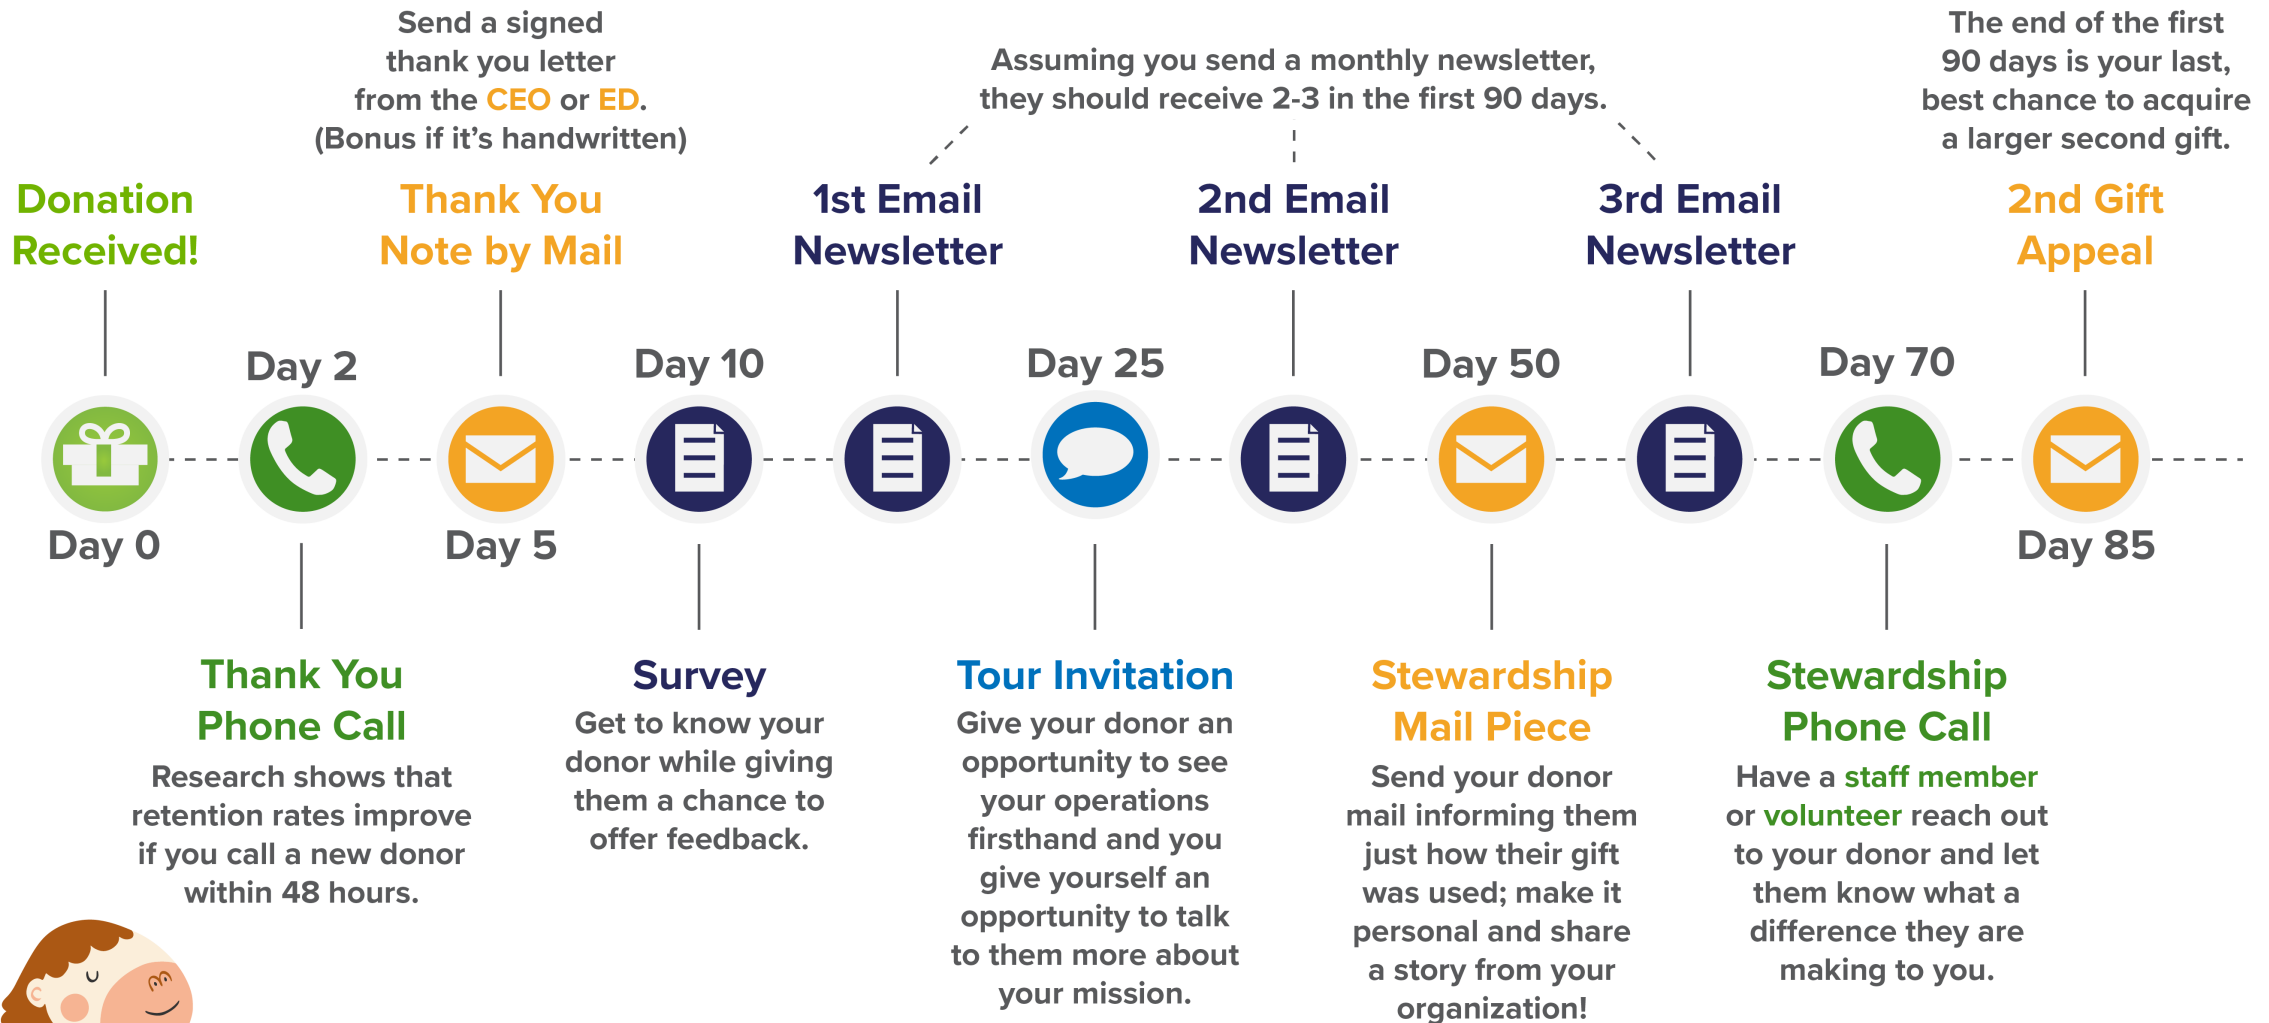 Send a signed
thank you letter
from the CEO or ED.
(Bonus if it's handwritten)
Assuming you send a monthly newsletter,
they should receive 2-3 in the first 90 days.
The end of the first
90 days is your last,
best chance to acquire
a larger second gift.
Donation
Received!
Thank You
Note by Mail
1st Email
Newsletter
2nd Email
Newsletter
3rd Email
Newsletter
2nd Gift
Appeal
Day 2
Day 10
Day 25
Day 50
Day 70
Day 0
Day 5
Day 85
Thank You
Phone Call
Research shows that
retention rates improve
if you call a new donor
within 48 hours.
Survey
Get to know your
donor while giving
them a chance to
offer feedback.
Tour Invitation
Give your donor an
opportunity to see
your operations
firsthand and you
give yourself an
opportunity to talk
to them more about
your mission.
Stewardship
Mail Piece
Send your donor
mail informing them
just how their gift
was used; make it
personal and share
a story from your
organization!
Stewardship
Phone Call
Have a staff member
or volunteer reach out
to your donor and let
them know what a
difference they are
making to you.